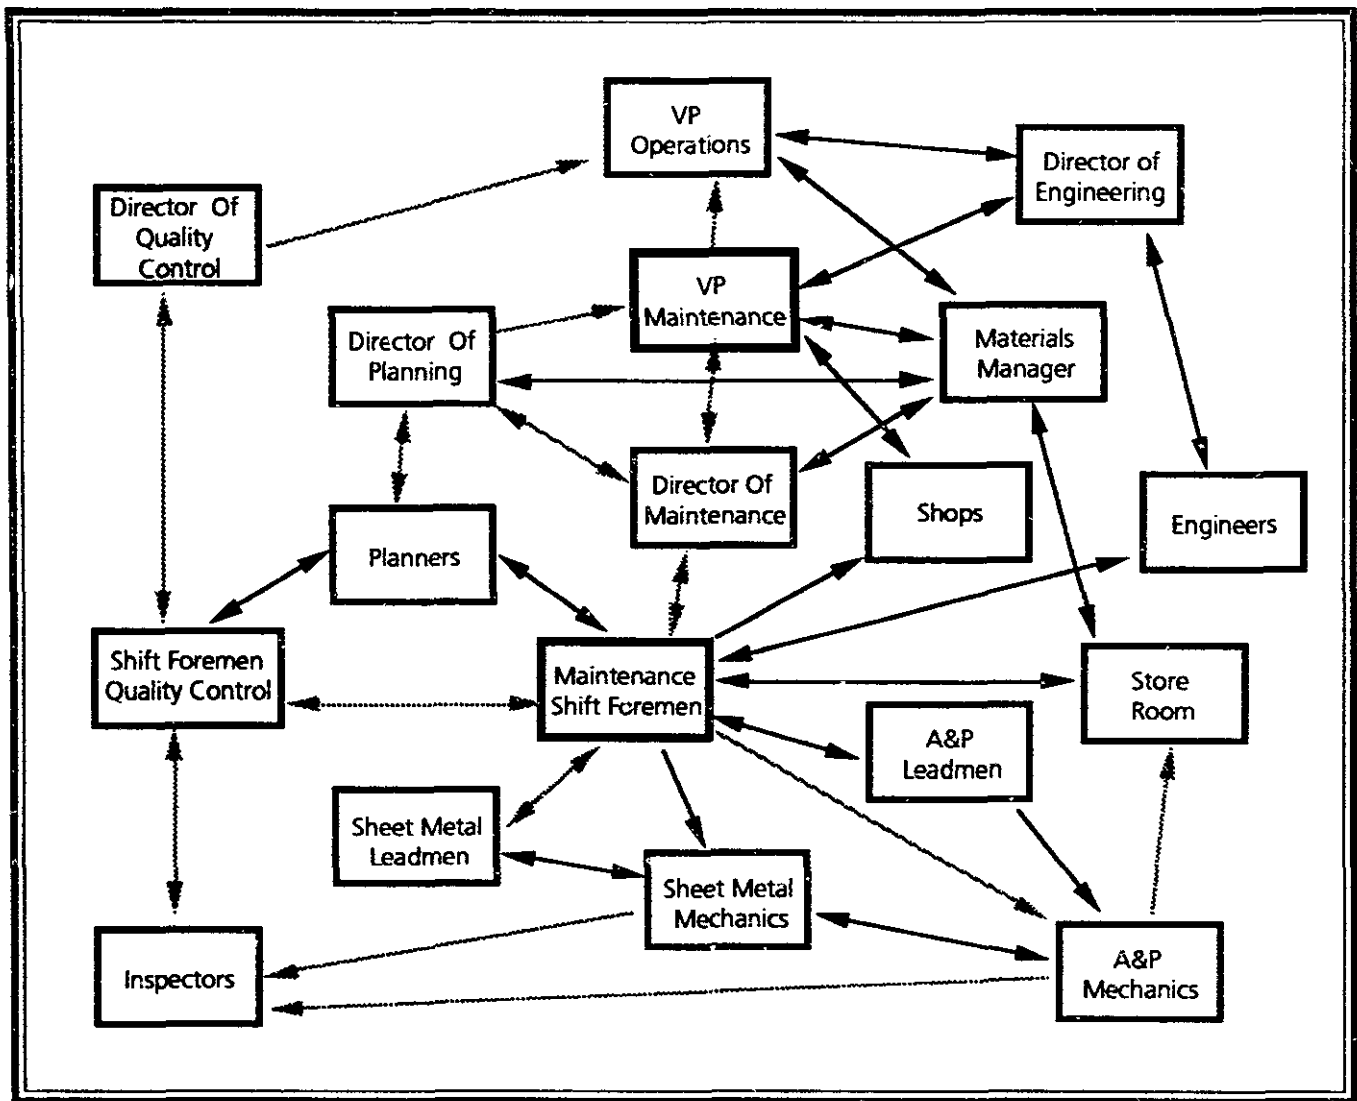 VP
Operations
Director of
Engineering
Director Of
Quality
Control
VP
Maintenance
Director Of
Planning
Materials
Manager
Director Of
Maintenance
Shops
Engineers
Planners
Shift Foremen
Quality Control
Maintenance
Shift Foremen
Store
Room
A&P
Leadmen
Sheet Metal
Leadmen
Sheet Metal
Mechanics
Inspectors
A&P
Mechanics